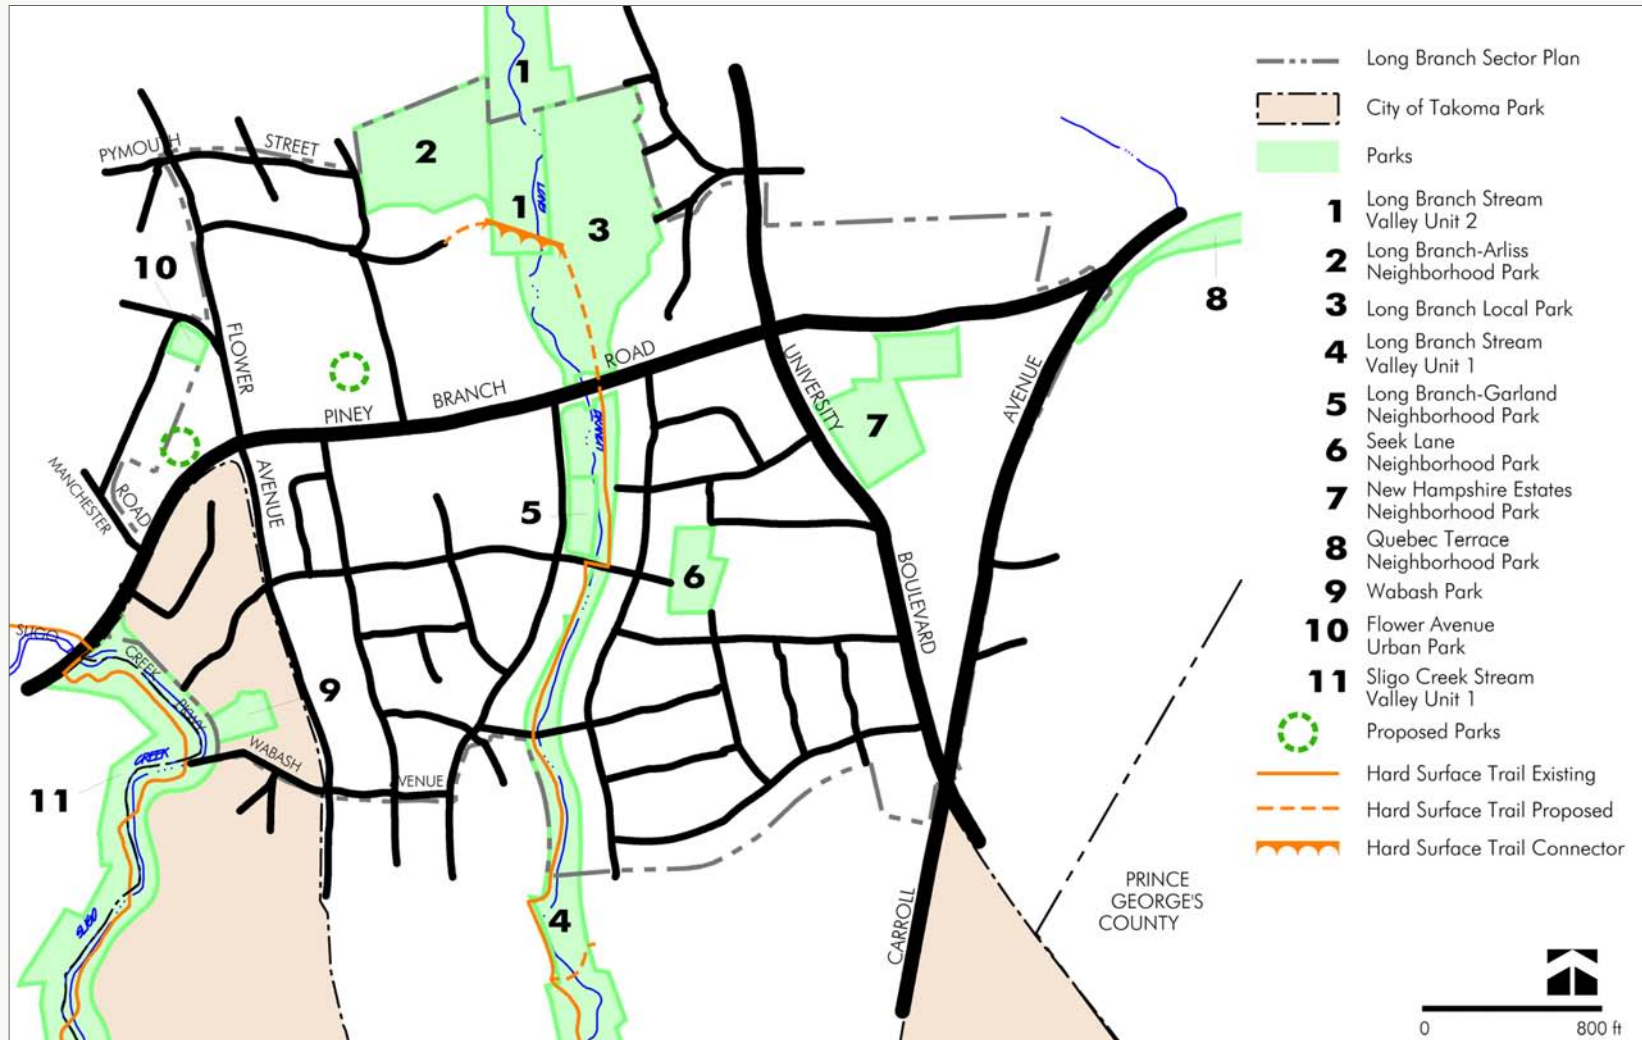 1
PYMOUTH
STREET
2
LONG
1
3
10
8
FLOWER
ROAD
BRANCH
PINEY
BRANCH
UNIVERSITY
AVENUE
7
MANCHESTER
ROAD
AVENUE
5
6
BOULEVARD
SLIGO
CREEK
PKWY
9
CREEK
WABASH
AVENUE
11
SLIGO
4
CARROLL
PRINCE
GEORGE'S
COUNTY
Long Branch Sector Plan
City of Takoma Park
Parks
1 Long Branch Stream
Valley Unit 2
2 Long Branch-Arliss
Neighborhood Park
3 Long Branch Local Park
4 Long Branch Stream
Valley Unit 1
5 Long Branch-Garland
Neighborhood Park
6 Seek Lane
Neighborhood Park
7 New Hampshire Estates
Neighborhood Park
8 Quebec Terrace
Neighborhood Park
9 Wabash Park
10 Flower Avenue
Urban Park
11 Sligo Creek Stream
Valley Unit 1
Proposed Parks
Hard Surface Trail Existing
Hard Surface Trail Proposed
Hard Surface Trail Connector
0 800 ft